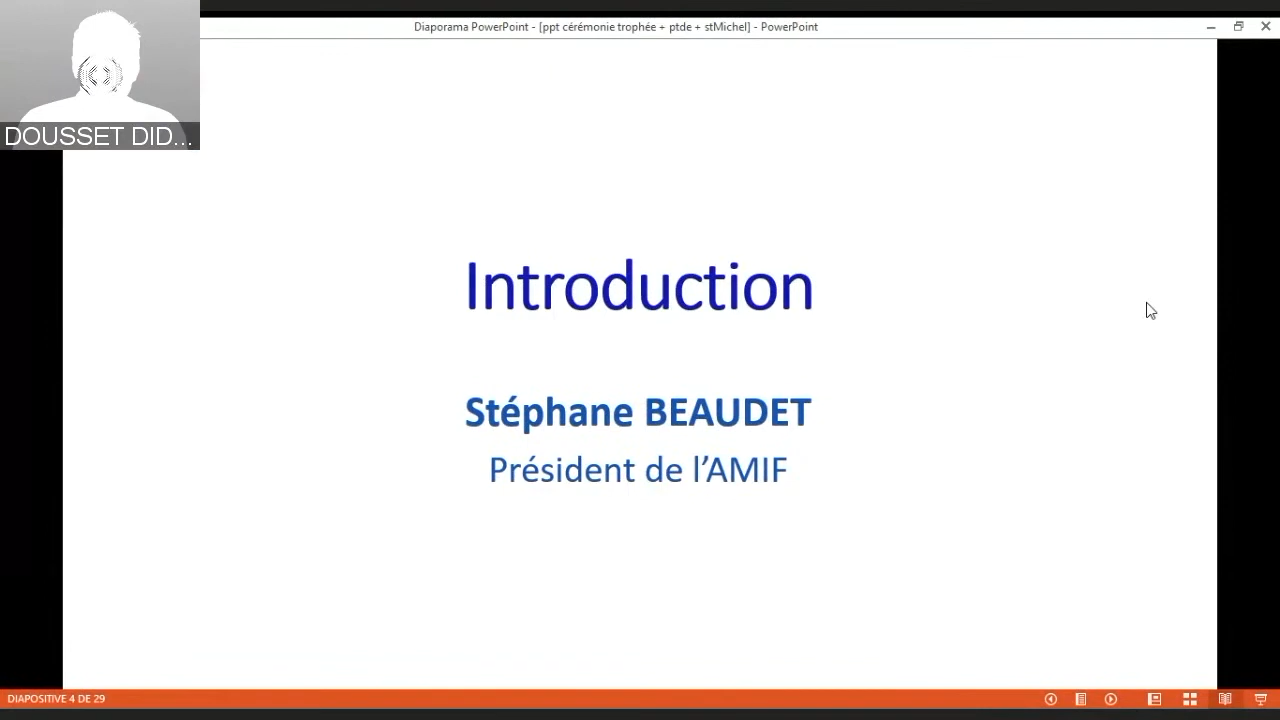 Diaporama PowerPoint - [ppt cérémonie trophée + ptde + stMichel] - PowerPoint
DOUSSET DID...
Introduction
Stéphane BEAUDET
Président de l’AMIF
DIAPOSITIVE 4 DE 29